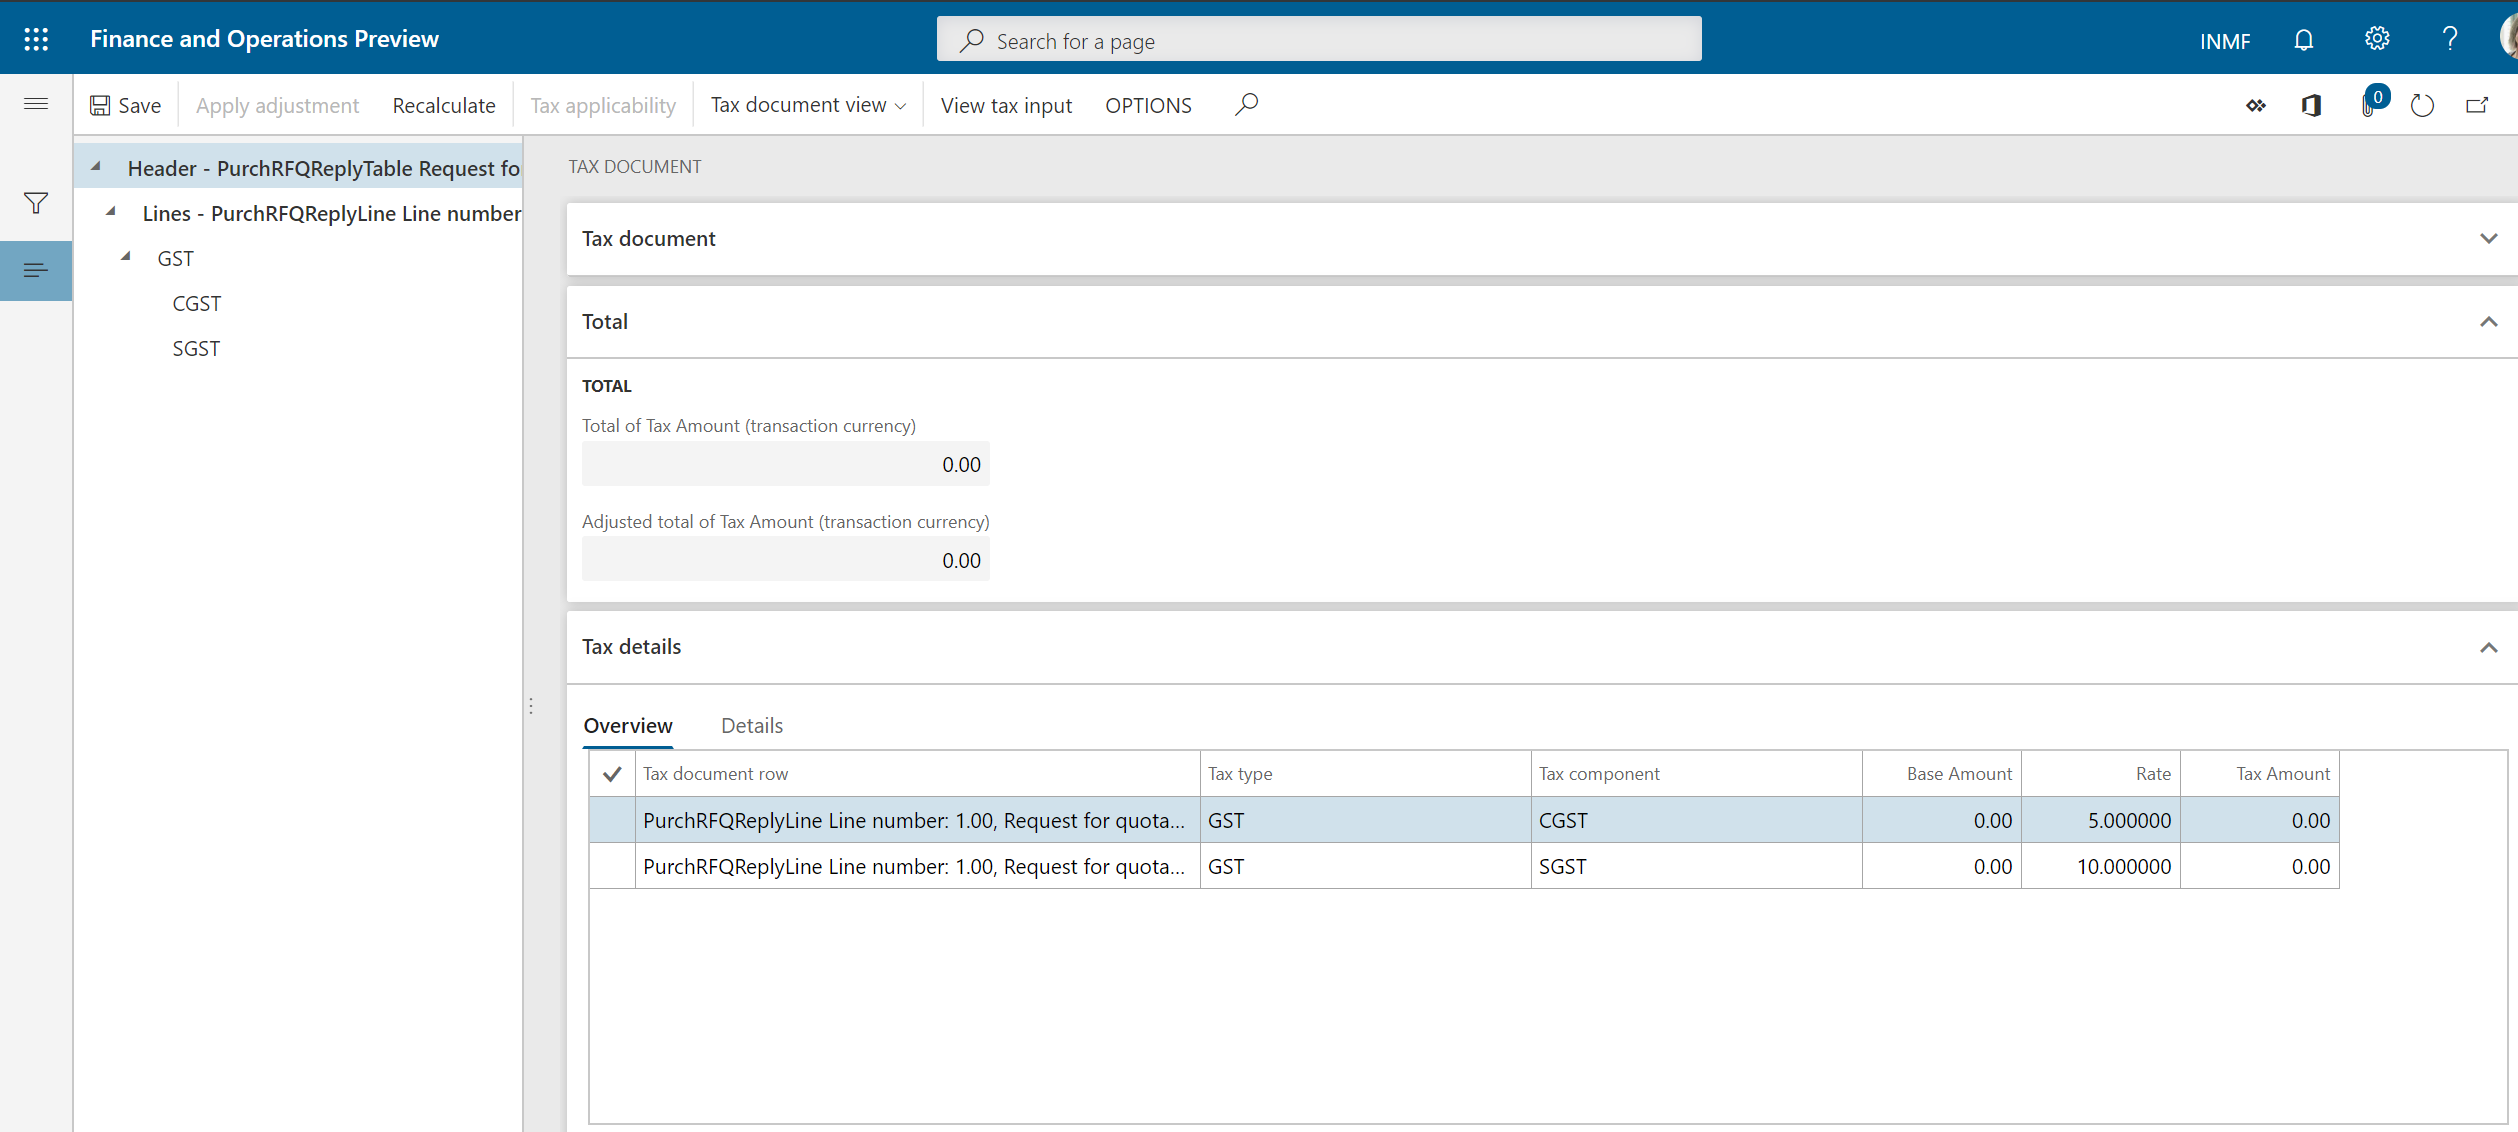 Finance and Operations Preview
Search for a page
INMF
Save
Apply adjustment
Recalculate
Tax applicability
Tax document view
View tax input
OPTIONS
0
Header - PurchRFQReplyTable Request fo
Lines - PurchRFQReplyLine Line number
GST
CGST
SGST
TAX DOCUMENT
Tax document
Total
TOTAL
Total of Tax Amount (transaction currency)
0.00
Adjusted total of Tax Amount (transaction currency)
0.00
Tax details
Overview Details
Tax document row Tax type Tax component Base Amount Rate Tax Amount
PurchRFQReplyLine Line number: 1.00, Request for quota... GST CGST 0.00 5.000000 0.00
PurchRFQReplyLine Line number: 1.00, Request for quota... GST SGST 0.00 10.000000 0.00